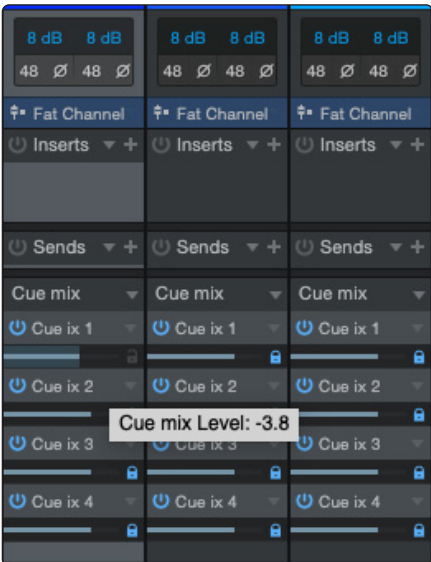 8 dB 8 dB 8 dB 8 dB 8 dB 8 dB
48 Ø 48 Ø 48 Ø 48 Ø 48 Ø 48 Ø
Fat Channel Fat Channel Fat Channel
Inserts Inserts Inserts
Sends Sends Sends
Cue mix Cue mix Cue mix
Cue ix 1 Cue ix 1 Cue ix 1
Cue ix 2 Cue ix 2 Cue ix 2
Cue mix Level: -3.8
Cue ix 3 Cue ix 3 Cue ix 3
Cue ix 4 Cue ix 4 Cue ix 4